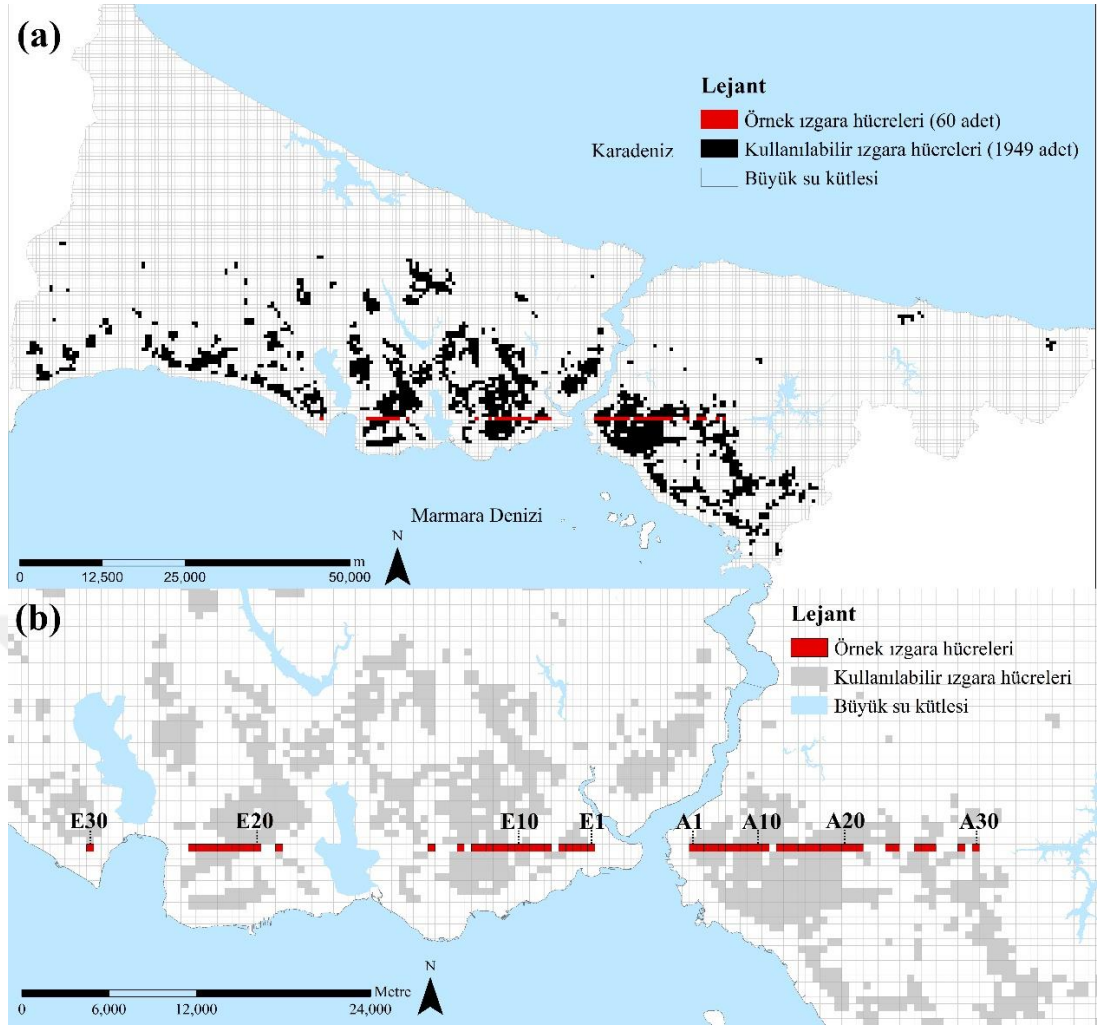 (a)
Lejant
Örnek ızgara hücreleri (60 adet)
Karadeniz
Kullanılabilir ızgara hücreleri (1949 adet)
Büyük su kütlesi
Marmara Denizi
N
m
0 12,500 25,000 50,000
(b)
Lejant
Örnek ızgara hücreleri
Kullanılabilir ızgara hücreleri
Büyük su kütlesi
E30 E20 E10 E1 A1 A10 A20 A30
N
Metre
0 6,000 12,000 24,000